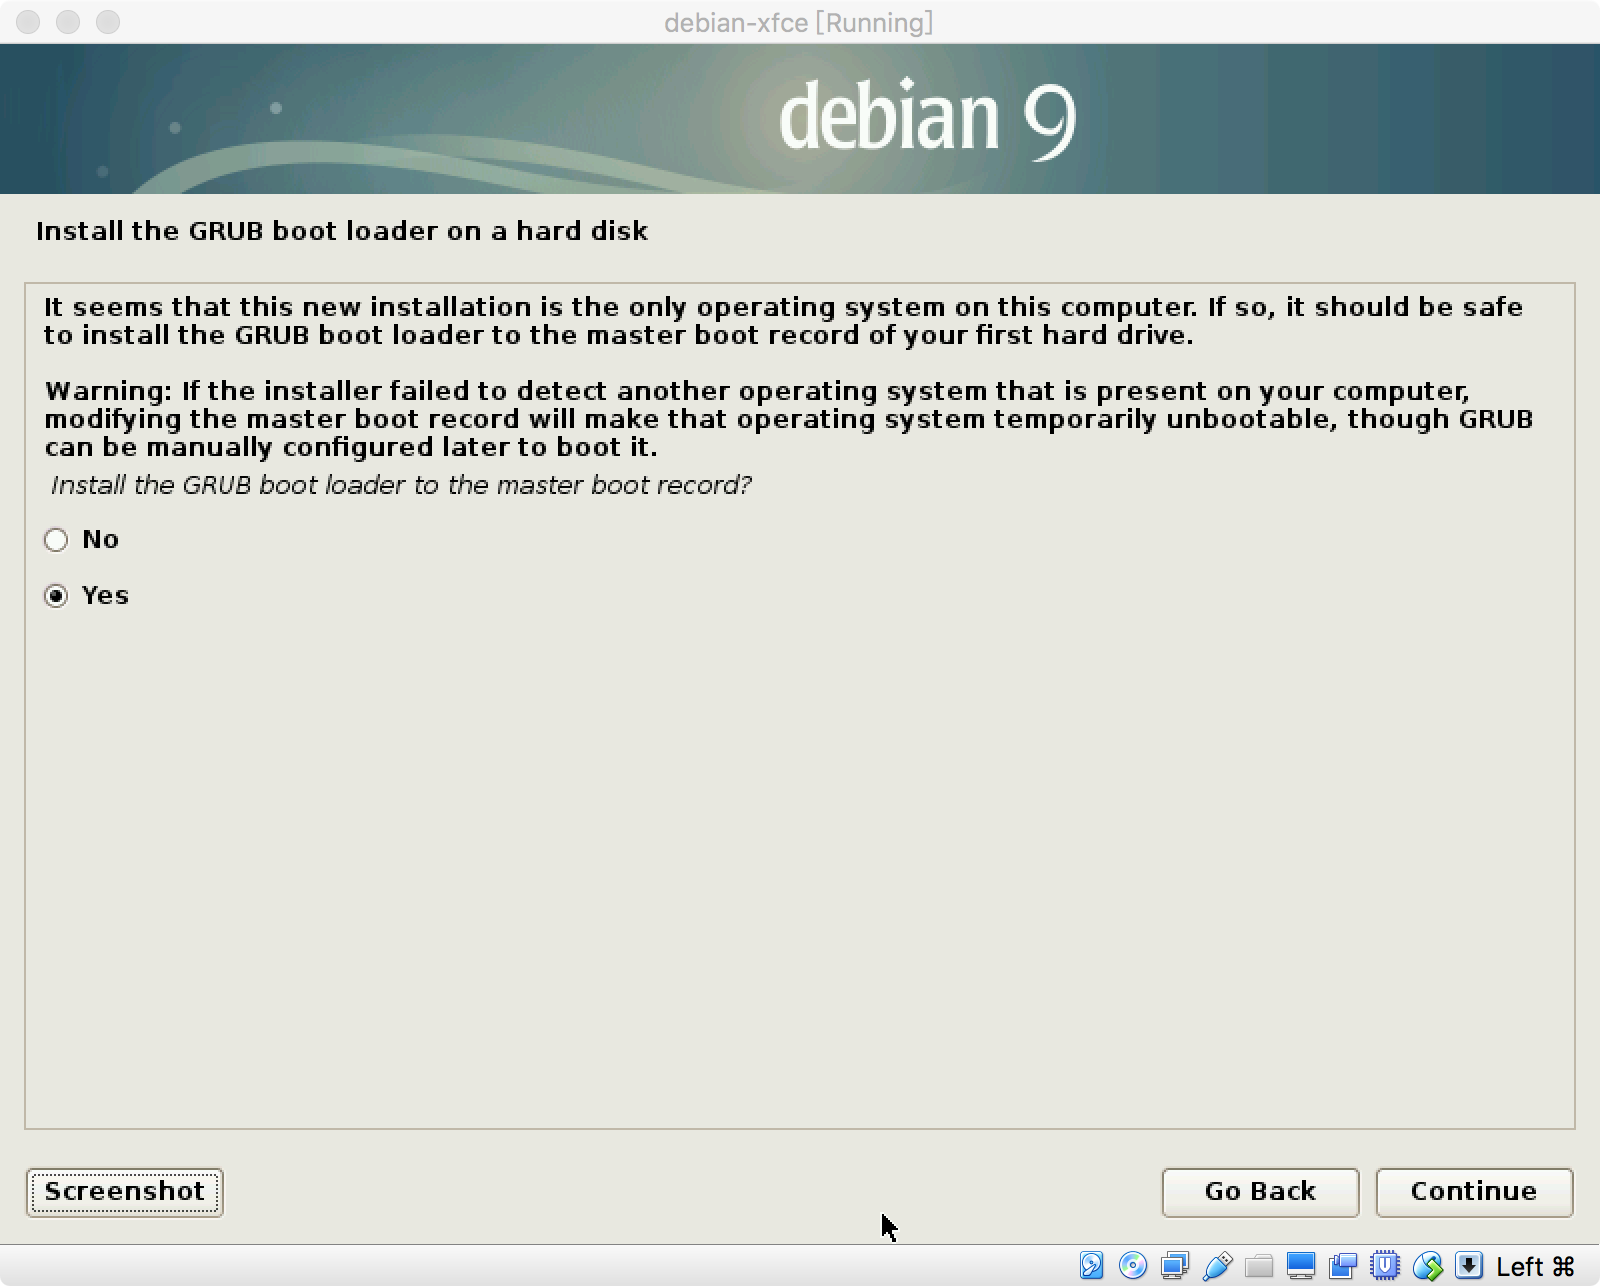 debian-xfce [Running]
debian 9
Install the GRUB boot loader on a hard disk
It seems that this new installation is the only operating system on this computer. If so, it should be safe
to install the GRUB boot loader to the master boot record of your first hard drive.
Warning: If the installer failed to detect another operating system that is present on your computer,
modifying the master boot record will make that operating system temporarily unbootable, though GRUB
can be manually configured later to boot it.
Install the GRUB boot loader to the master boot record?
No
Yes
Screenshot
Go Back
Continue
Left ⌘